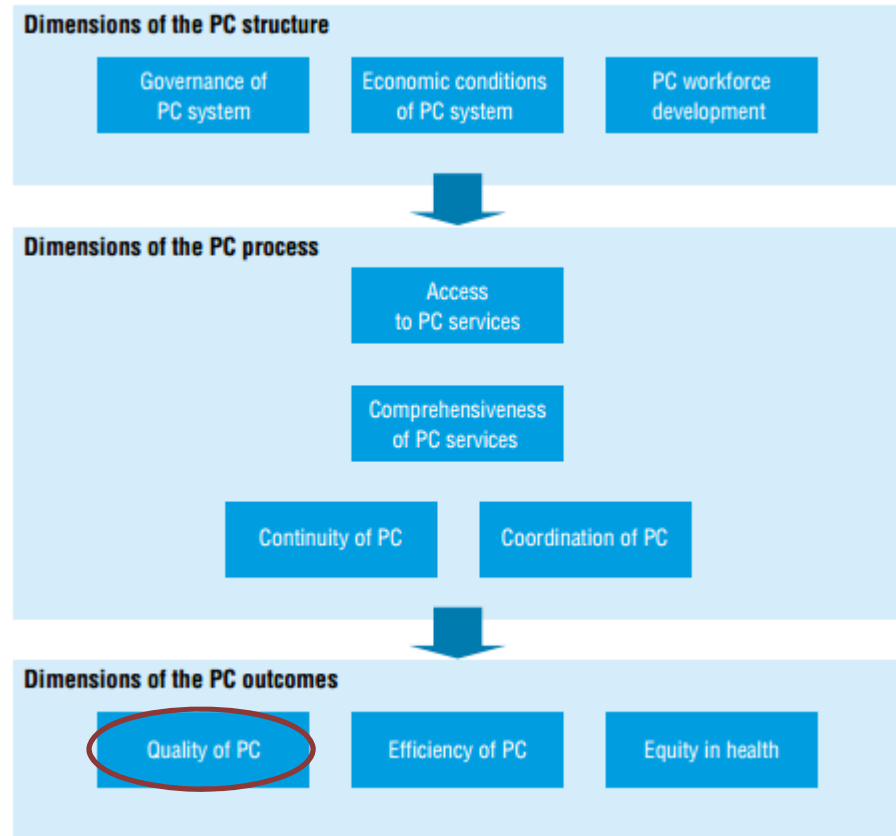 Dimensions of the PC structure
Governance of
PC system
Economic conditions
of PC system
PC workforce
development
Dimensions of the PC process
Access
to PC services
Comprehensiveness
of PC services
Continuity of PC
Coordination of PC
Dimensions of the PC outcomes
Quality of PC
Efficiency of PC
Equity in health